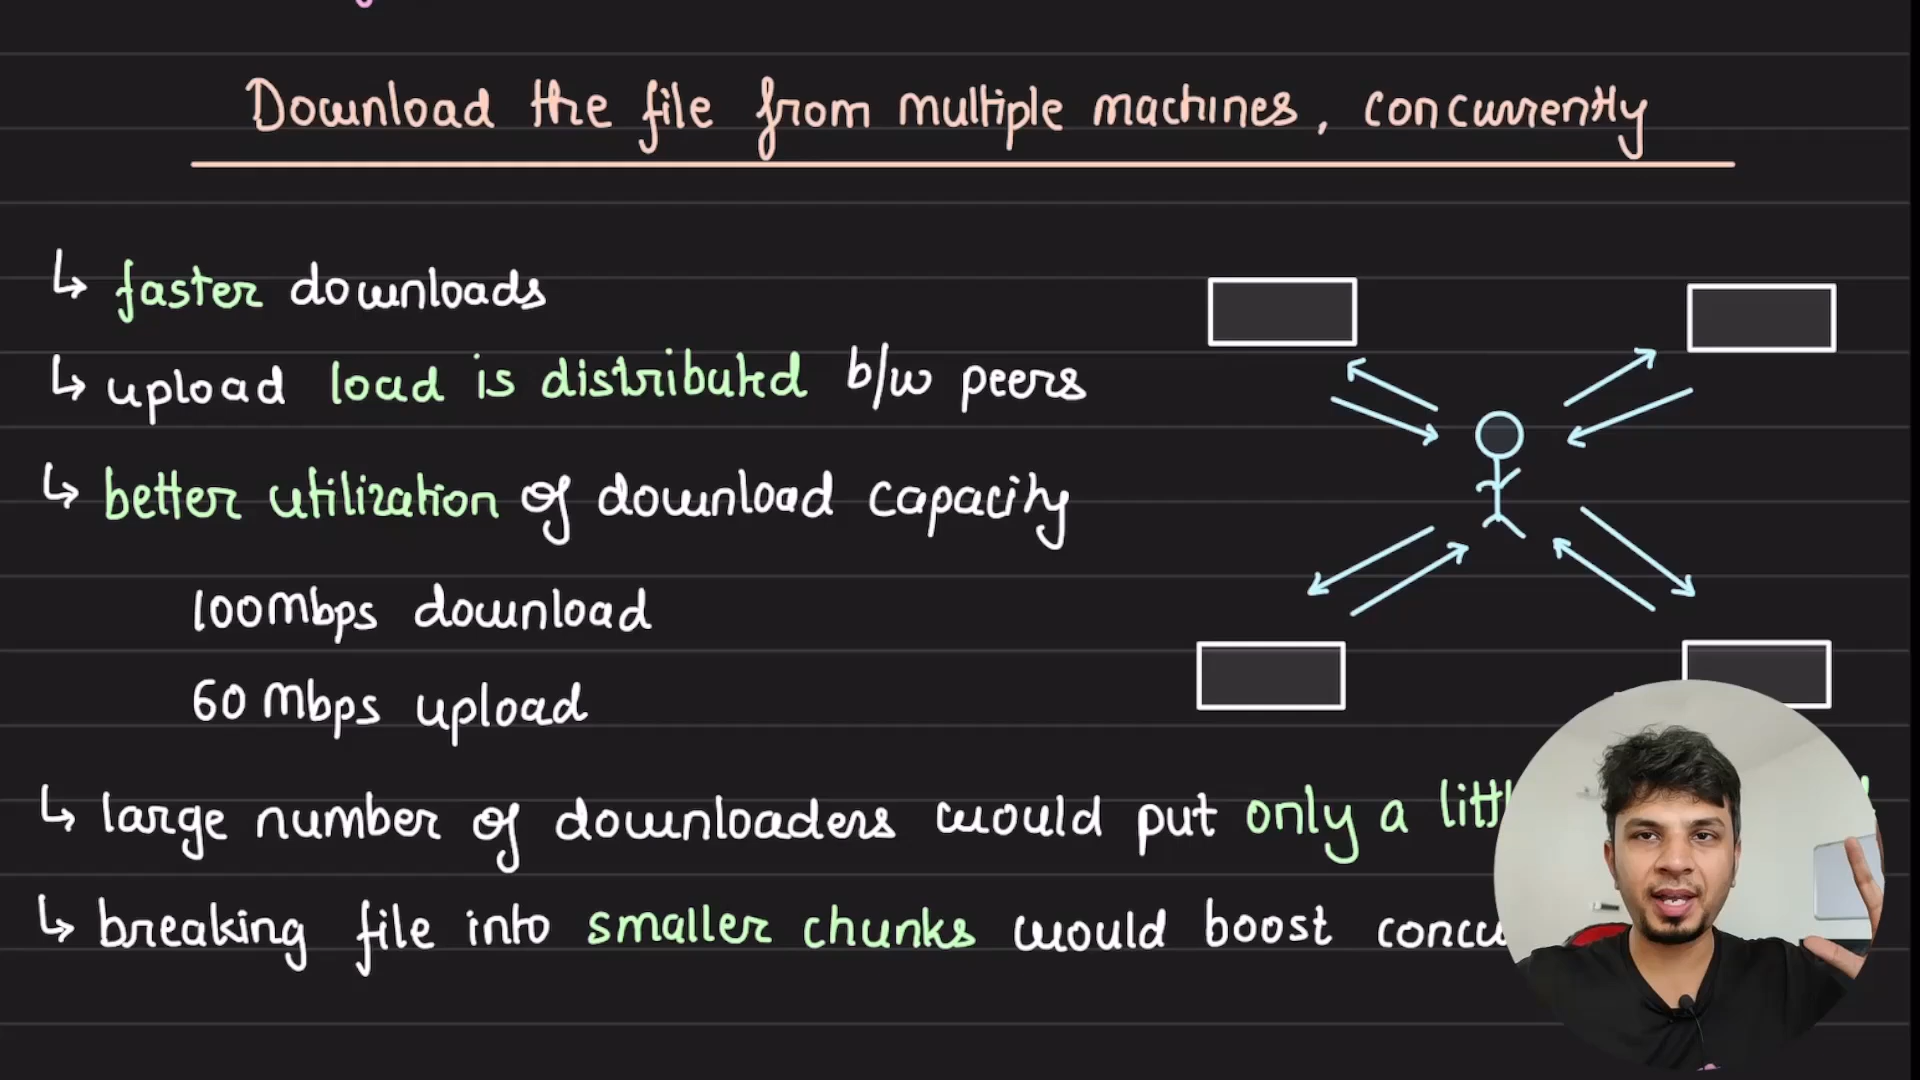 Download the file from multiple machines, concurrently
↳ faster downloads
↳ upload load is distributed b/w peers
↳ better utilization of download capacity
100Mbps download
60 Mbps upload
↳ large number of downloaders would put only a
↳ breaking file into smaller chunks would boost